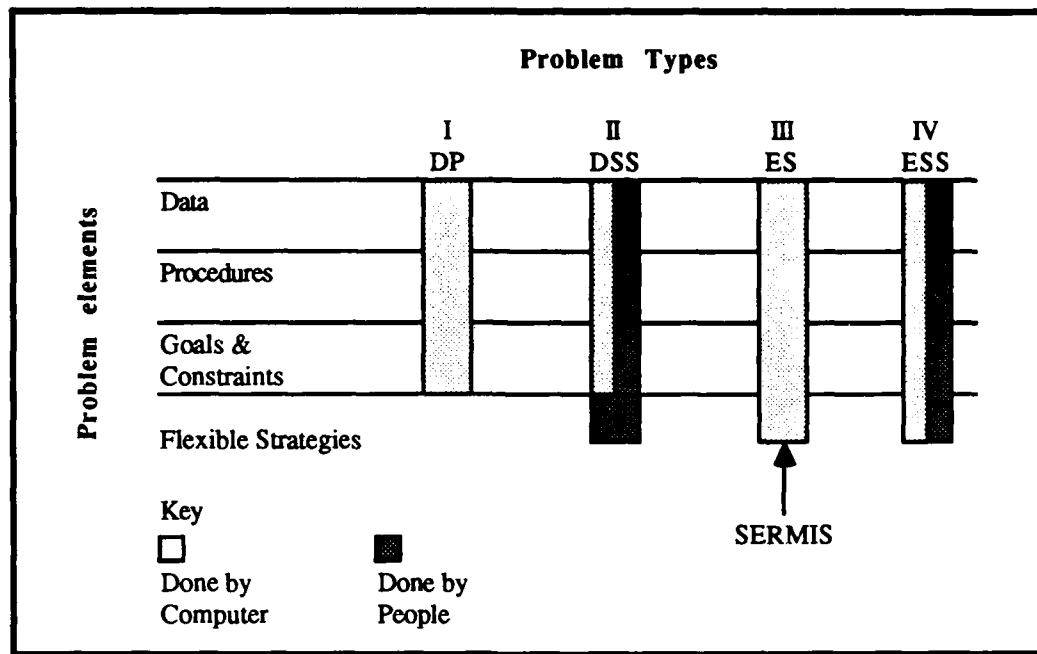 Problem Types
I II III IV
DP DSS ES ESS
Problem elements
Data
Procedures
Goals &
Constraints
Flexible Strategies
SERMIS
Key
Done by Done by
Computer People